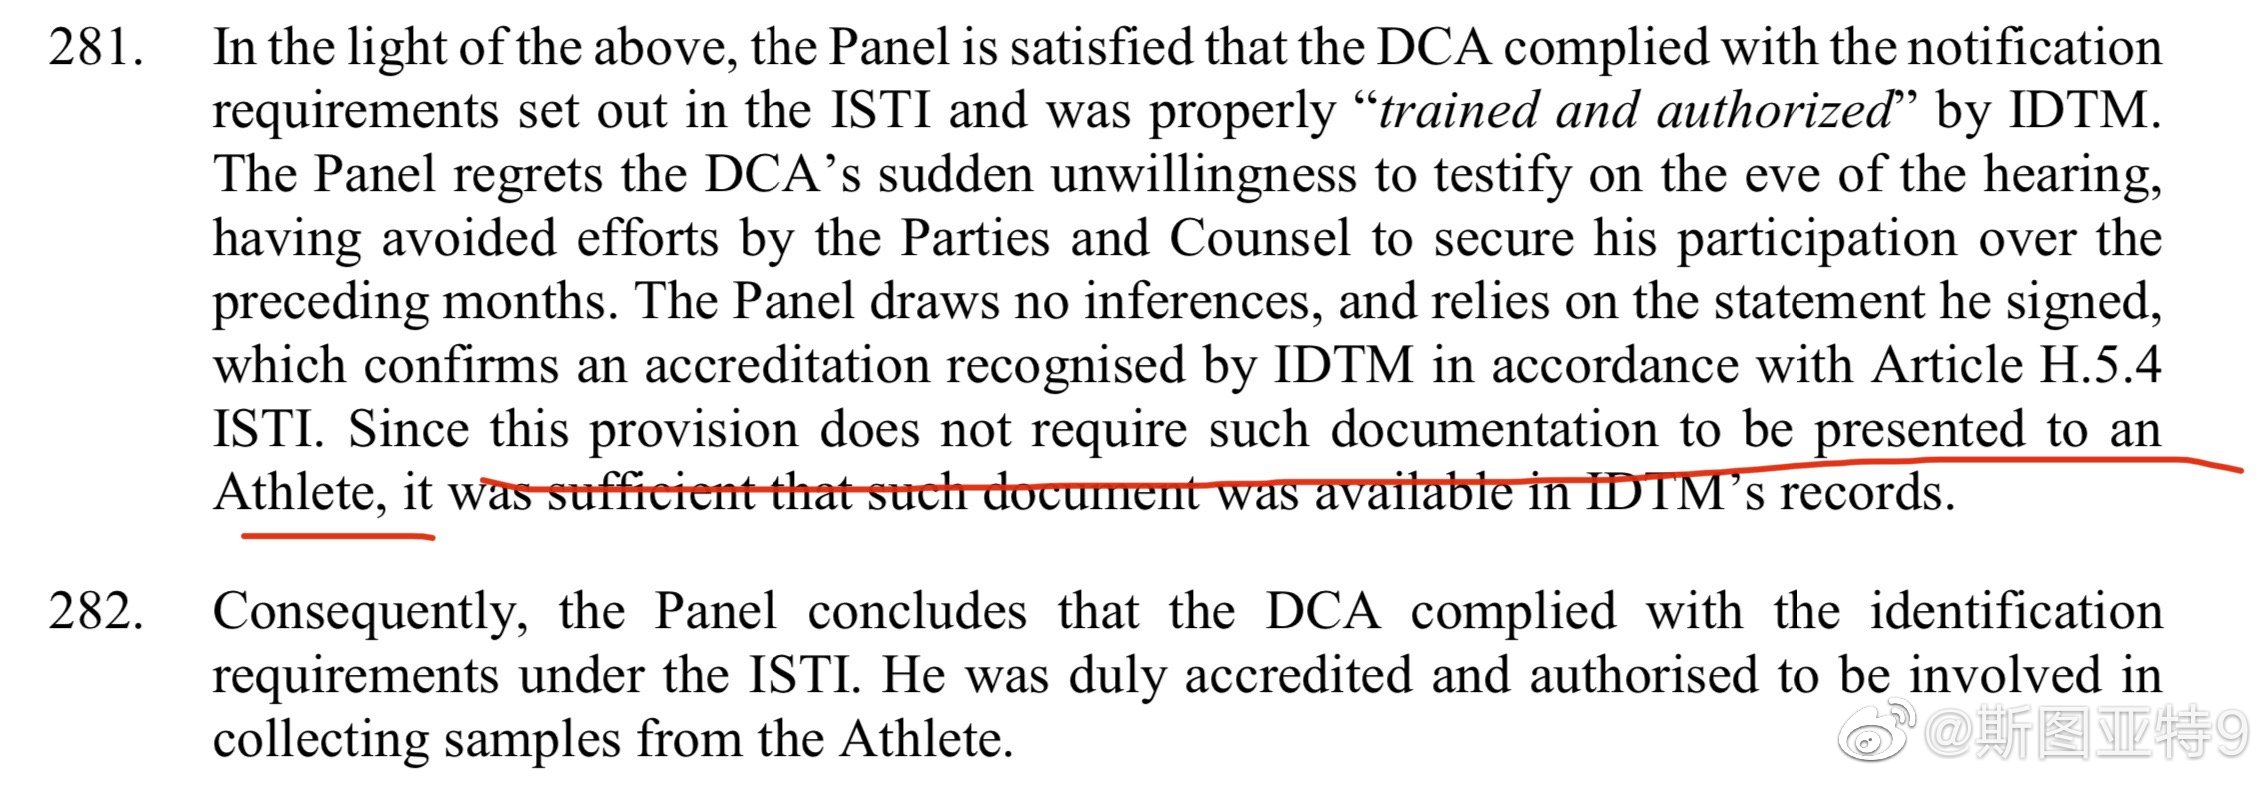 281. In the light of the above, the Panel is satisfied that the DCA complied with the notification
requirements set out in the ISTI and was properly “trained and authorized” by IDTM.
The Panel regrets the DCA’s sudden unwillingness to testify on the eve of the hearing,
having avoided efforts by the Parties and Counsel to secure his participation over the
preceding months. The Panel draws no inferences, and relies on the statement he signed,
which confirms an accreditation recognised by IDTM in accordance with Article H.5.4
ISTI. Since this provision does not require such documentation to be presented to an
Athlete, it was sufficient that such document was available in IDTM’s records.
282. Consequently, the Panel concludes that the DCA complied with the identification
requirements under the ISTI. He was duly accredited and authorised to be involved in
collecting samples from the Athlete.
@斯图亚特9